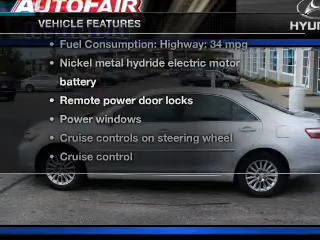 AUTOFAIR
VEHICLE FEATURES
HYUN
• Fuel Consumption: Highway: 34 mpg
• Nickel metal hydride electric motor
battery
• Remote power door locks
• Power windows
• Cruise controls on steering wheel
• Cruise control